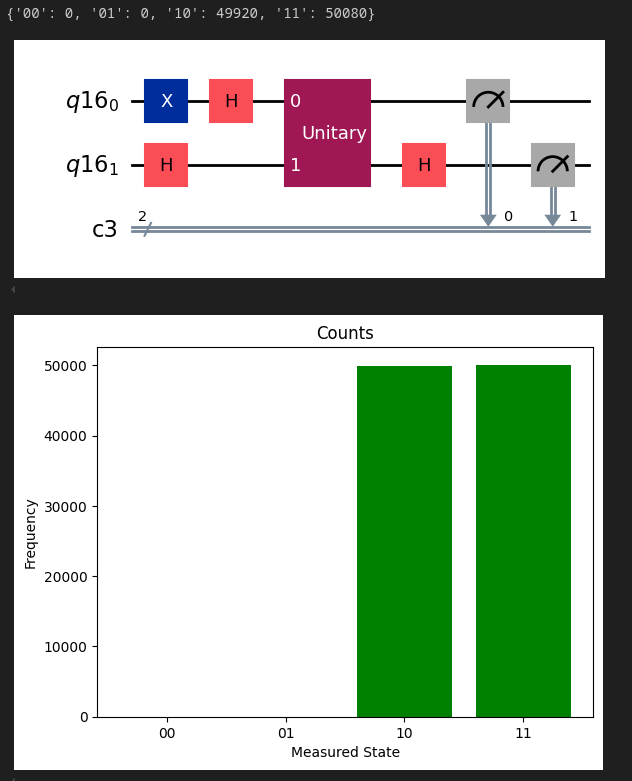 {'00': 0, '01': 0, '10': 49920, '11': 50080}
q16₀ X H 0
Unitary
q16₁ H 1 H
c3 2 0 1
Counts
50000
40000
30000
20000
10000
0
Frequency
00 01 10 11
Measured State